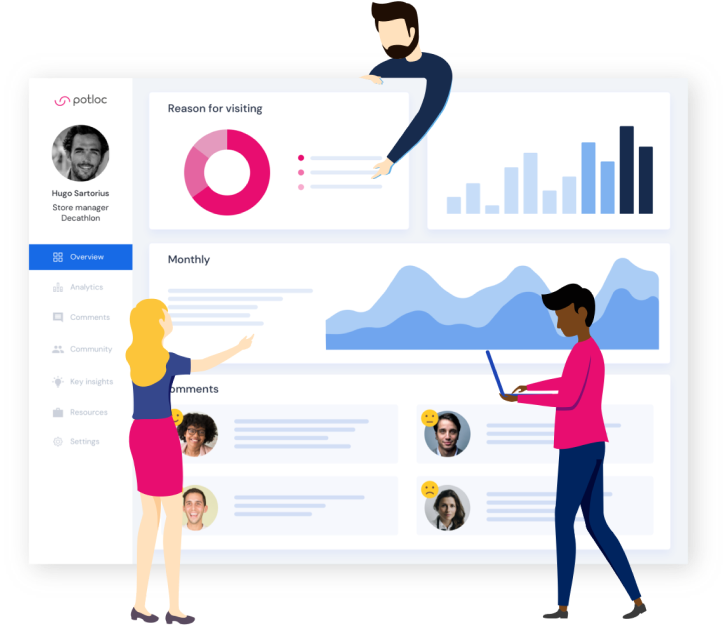 potloc
Hugo Sartorius
Store manager
Decathlon
Overview
Analytics
Comments
Community
Key insights
Resources
Settings
Reason for visiting
Monthly
omments